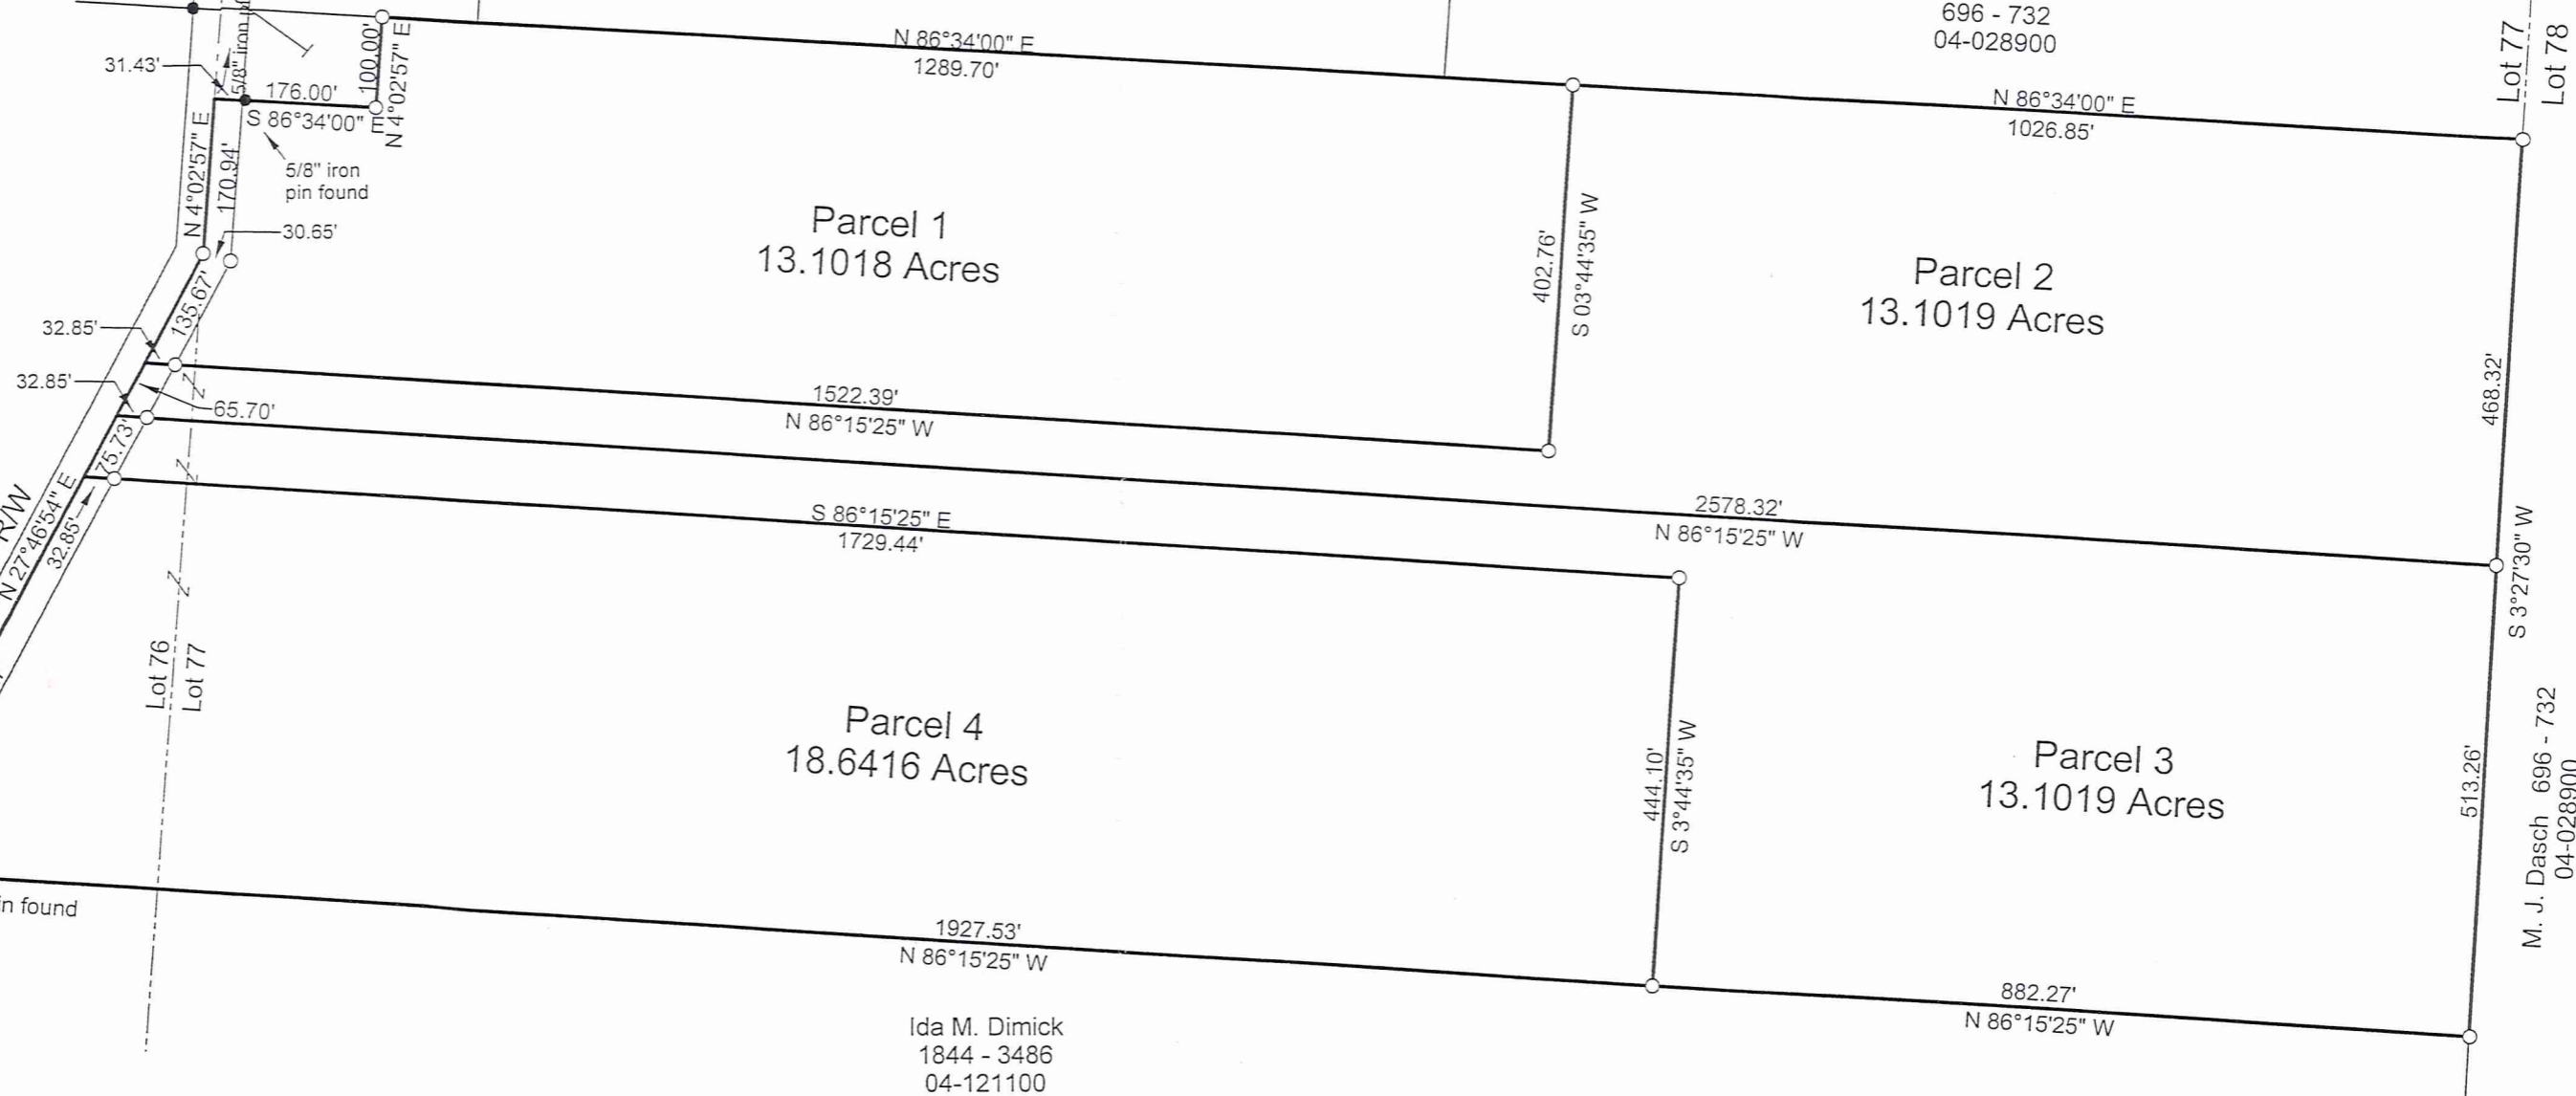 696 - 732
04-028900
Lot 77
Lot 78
N 86°34'00" E
1289.70'
N 86°34'00" E
1026.85'
31.43'
5/8" iron
100.00'
N 4°02'57" E
176.00'
S 86°34'00" E
5/8" iron
pin found
N 4°02'57" E
170.94'
30.65'
Parcel 1
13.1018 Acres
402.76'
S 03°44'35" W
Parcel 2
13.1019 Acres
135.67'
32.85'
32.85'
65.70'
1522.39'
N 86°15'25" W
468.32'
75.73'
R/W
N 27°46'54" E
32.85'
S 86°15'25" E
1729.44'
2578.32'
N 86°15'25" W
S 3°27'30" W
Lot 76
Lot 77
Parcel 4
18.6416 Acres
444.10'
S 3°44'35" W
Parcel 3
13.1019 Acres
513.26'
M. J. Dasch 696 - 732
04-028900
in found
1927.53'
N 86°15'25" W
882.27'
N 86°15'25" W
Ida M. Dimick
1844 - 3486
04-121100